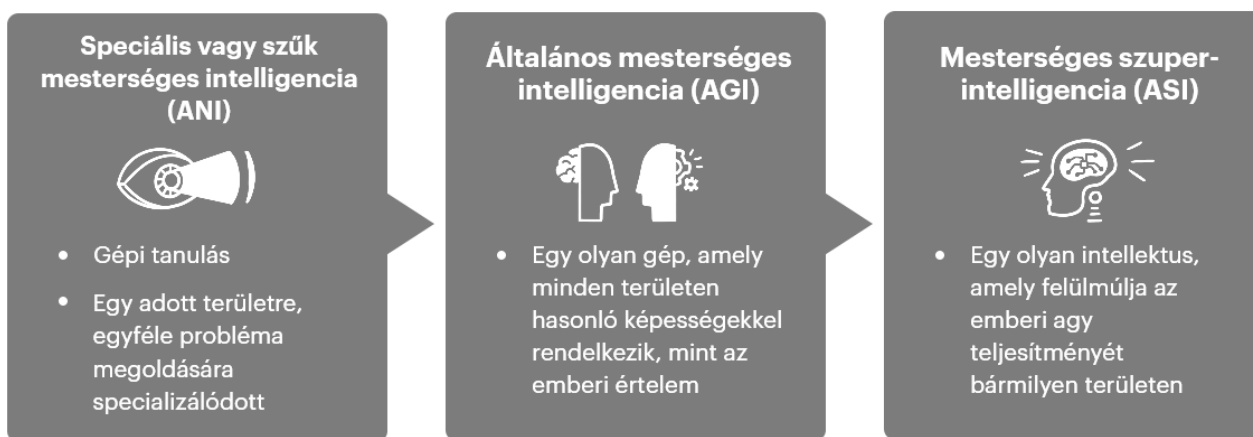 Speciális vagy szűk
mesterséges intelligencia
(ANI)
• Gépi tanulás
• Egy adott területre,
egyféle probléma
megoldására
specializálódott
Általános mesterséges
intelligencia (AGI)
• Egy olyan gép, amely
minden területen
hasonló képességekkel
rendelkezik, mint az
emberi értelem
Mesterséges szuper-
intelligencia (ASI)
• Egy olyan intellektus,
amely felülmúlja az
emberi agy
teljesítményét
bármilyen területen